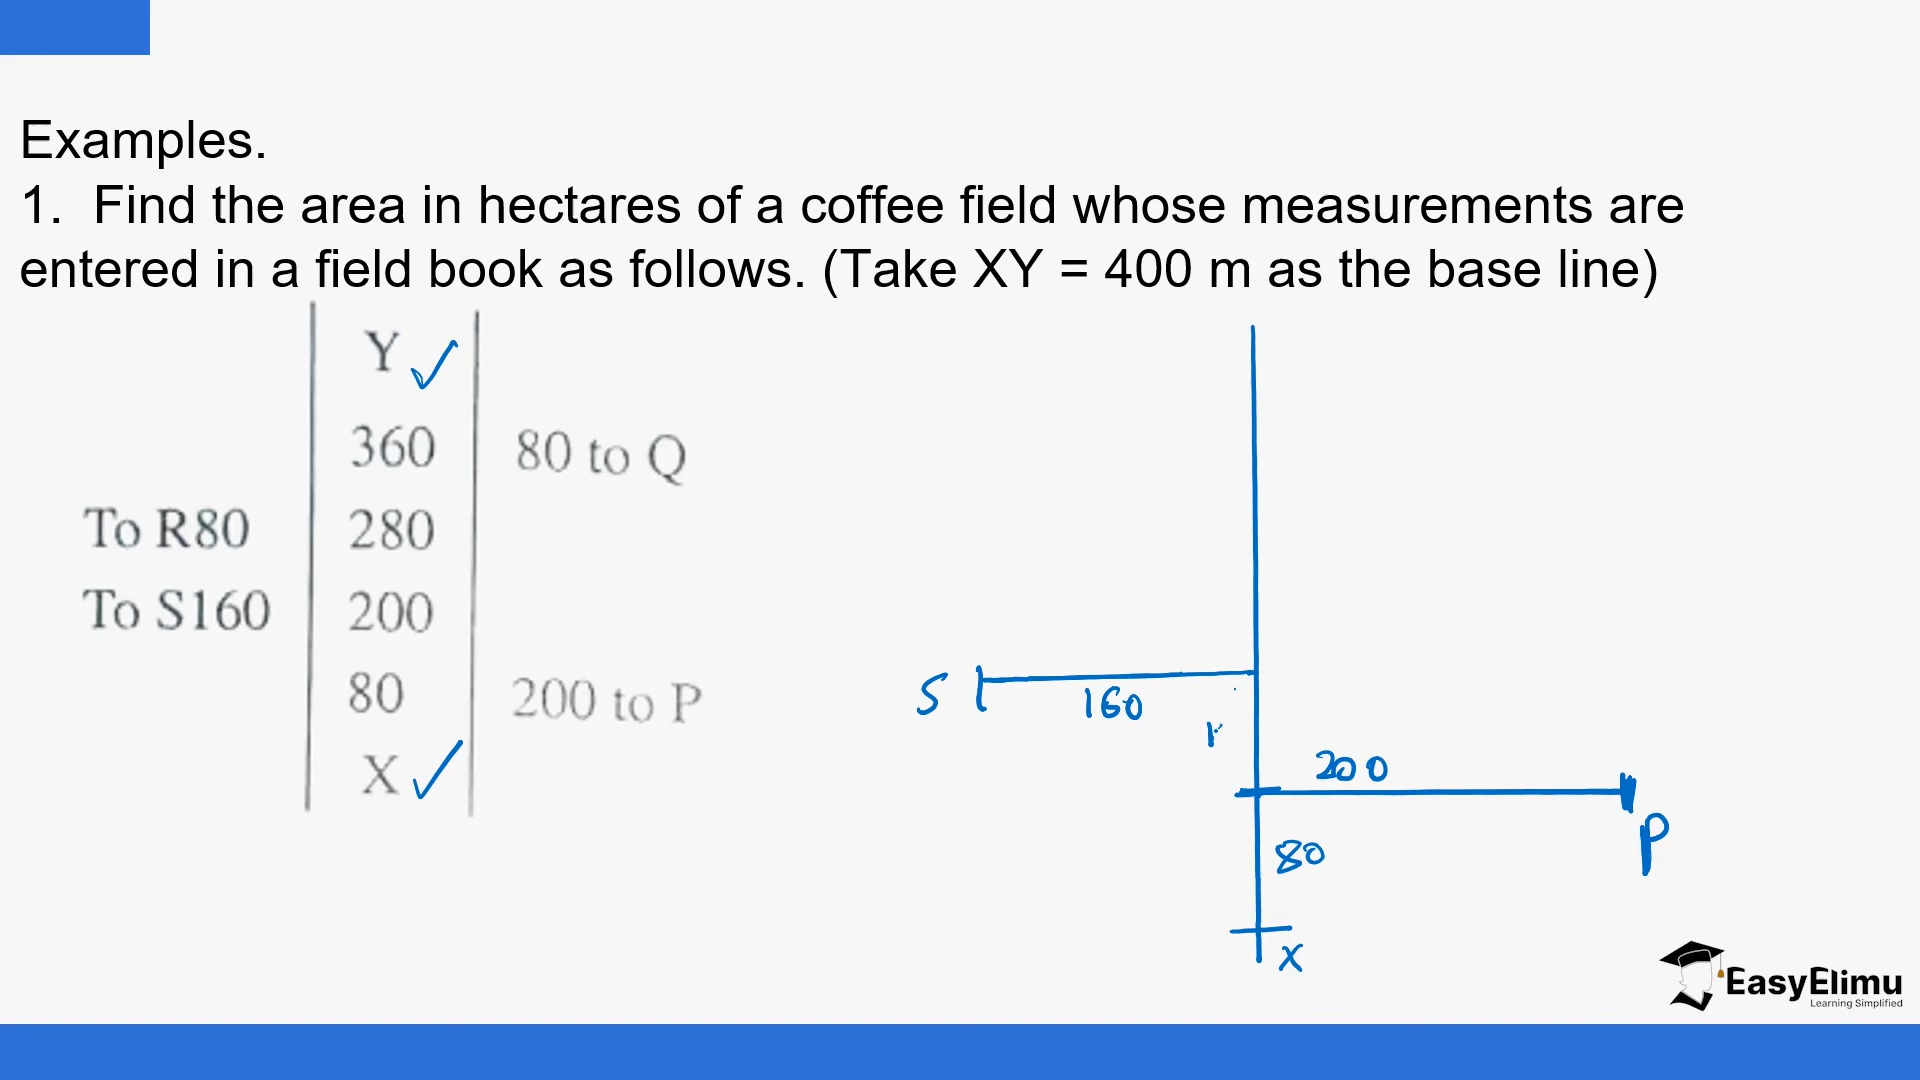 Examples.
1. Find the area in hectares of a coffee field whose measurements are
entered in a field book as follows. (Take XY = 400 m as the base line)
Y
360 80 to Q
To R80 280
To S160 200
80 200 to P
X
S 160
200
P
80
X
EasyElimu
Learning Simplified